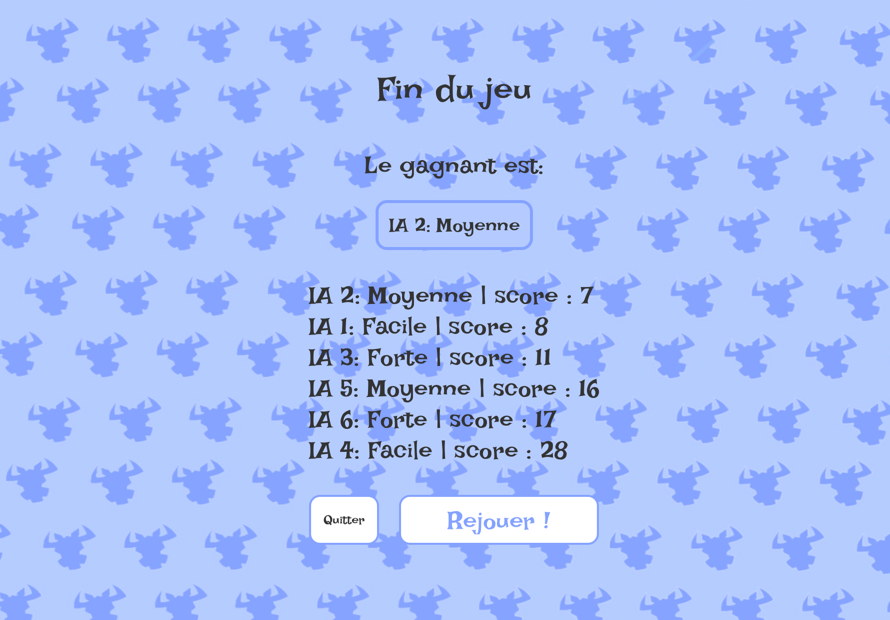 Fin du jeu
Le gagnant est:
IA 2: Moyenne
IA 2: Moyenne | score : 7
IA 1: Facile | score : 8
IA 3: Forte | score : 11
IA 5: Moyenne | score : 16
IA 6: Forte | score : 17
IA 4: Facile | score : 28
Quitter
Rejouer !